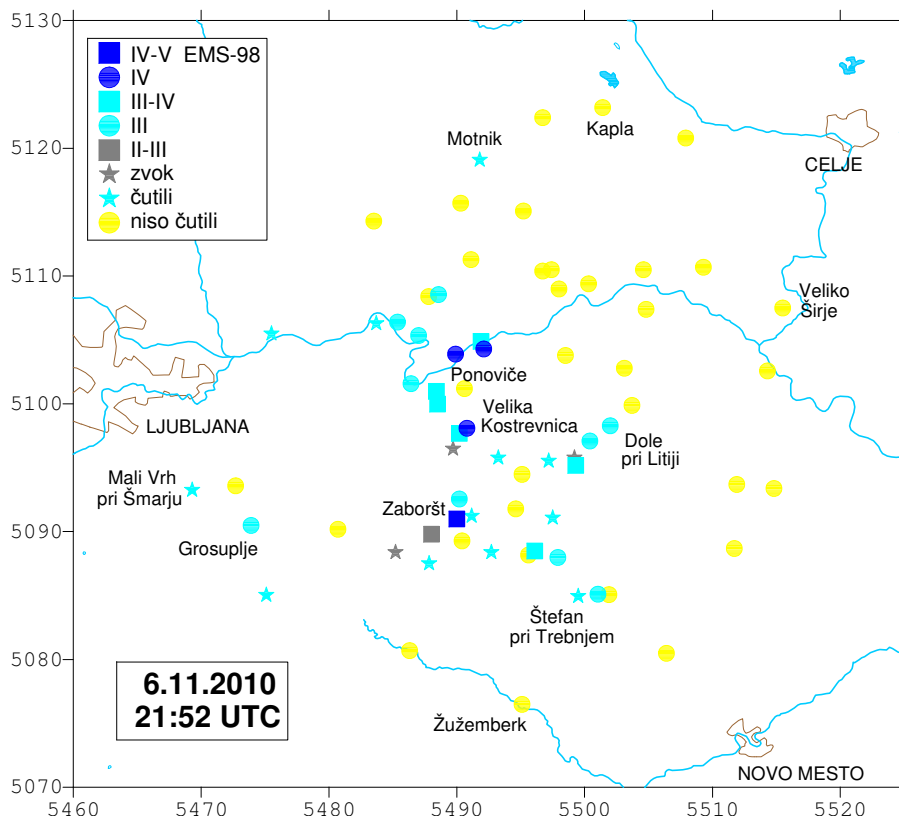 5130
5120
5110
5100
5090
5080
5070
5460
5470
5480
5490
5500
5510
5520
IV-V EMS-98
IV
III-IV
III
II-III
zvok
čutili
niso čutili
Motnik
Kapla
CELJE
Veliko
Širje
Ponoviče
LJUBLJANA
Velika
Kostrevnica
Dole
pri Litiji
Mali Vrh
pri Šmarju
Zaboršt
Grosuplje
Štefan
pri Trebnjem
6.11.2010
21:52 UTC
Žužemberk
NOVO MESTO